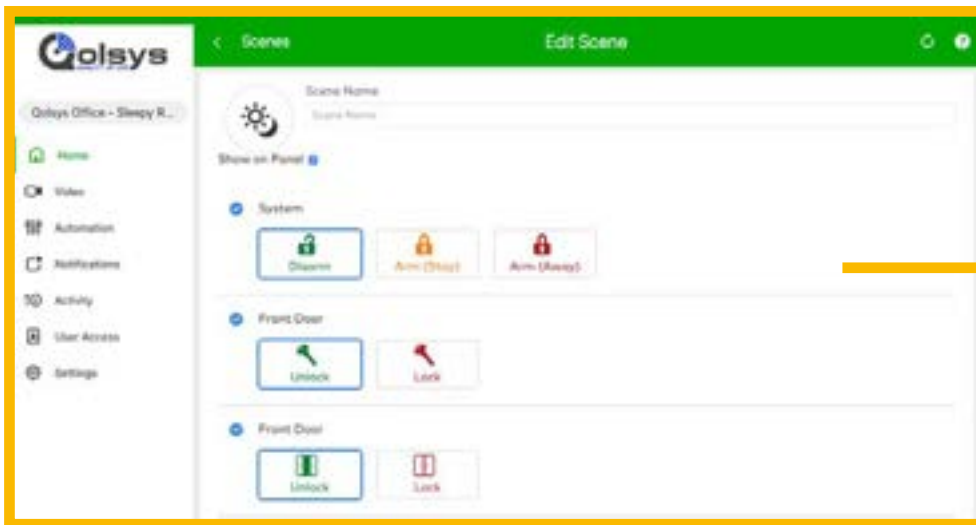 Qolsys
Scenes
Edit Scene
Qolsys Office - Sleepy R...
Home
Video
Automation
Notifications
Activity
User Access
Settings
Scene Name
Scene Name
Show on Panel
System
Disarm
Arm (Stay)
Arm (Away)
Front Door
Unlock
Lock
Front Door
Unlock
Lock